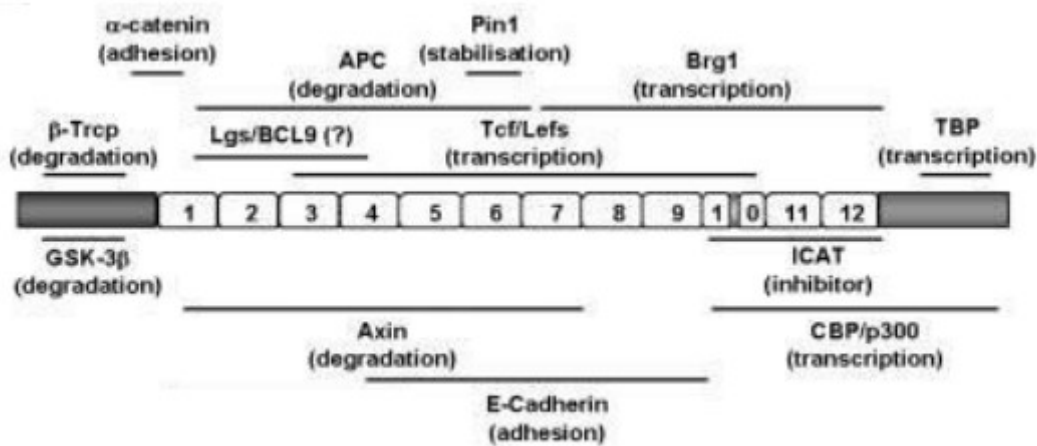 α-catenin
(adhesion)
Pin1
(stabilisation)
APC
(degradation)
Brg1
(transcription)
β-Trcp
(degradation)
Lgs/BCL9 (?)
Tcf/Lefs
(transcription)
TBP
(transcription)
1 2 3 4 5 6 7 8 9 1 0 11 12
GSK-3β
(degradation)
ICAT
(inhibitor)
Axin
(degradation)
CBP/p300
(transcription)
E-Cadherin
(adhesion)